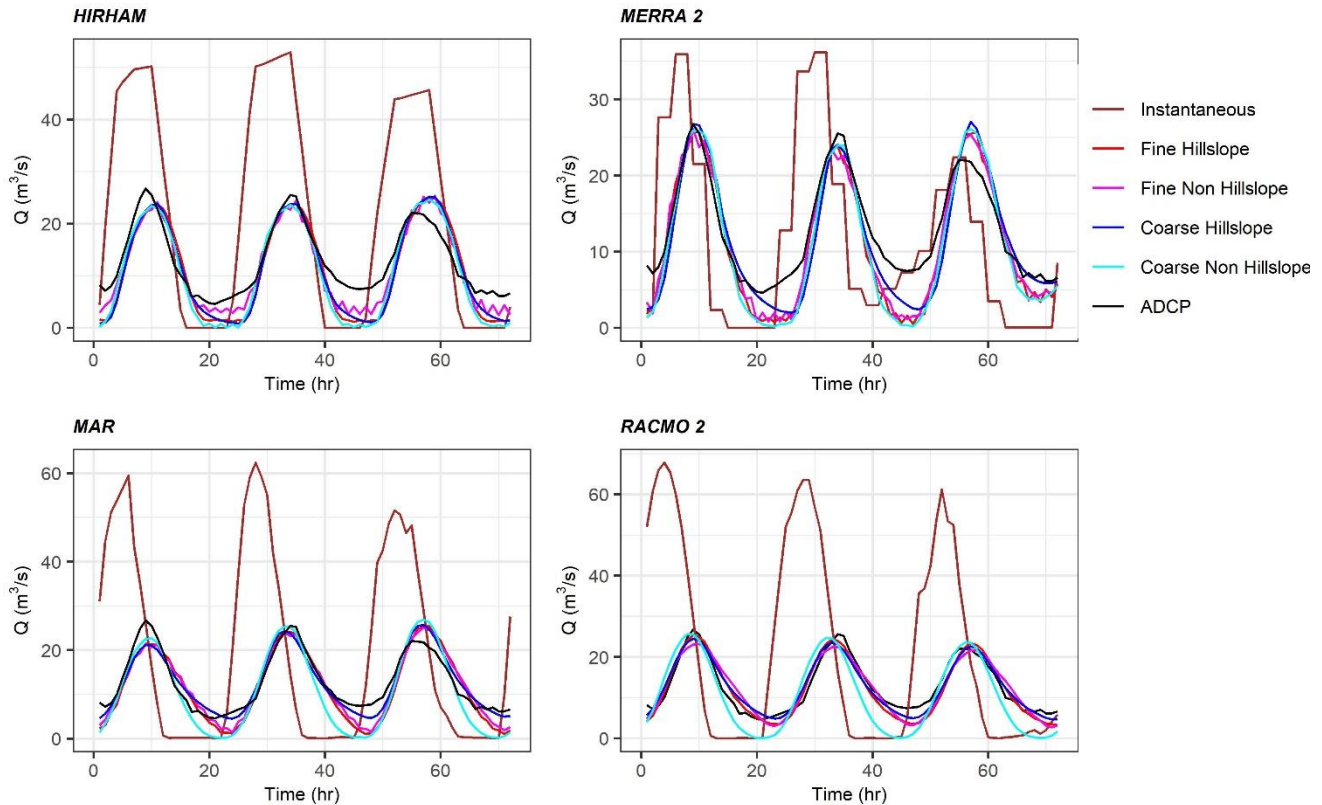 HIRHAM
MERRA 2
Q (m³/s)
40
20
0
0
20
40
60
Time (hr)
Q (m³/s)
30
20
10
0
0
20
40
60
Time (hr)
Instantaneous
Fine Hillslope
Fine Non Hillslope
Coarse Hillslope
Coarse Non Hillslope
ADCP
MAR
RACMO 2
Q (m³/s)
60
40
20
0
0
20
40
60
Time (hr)
Q (m³/s)
60
40
20
0
0
20
40
60
Time (hr)